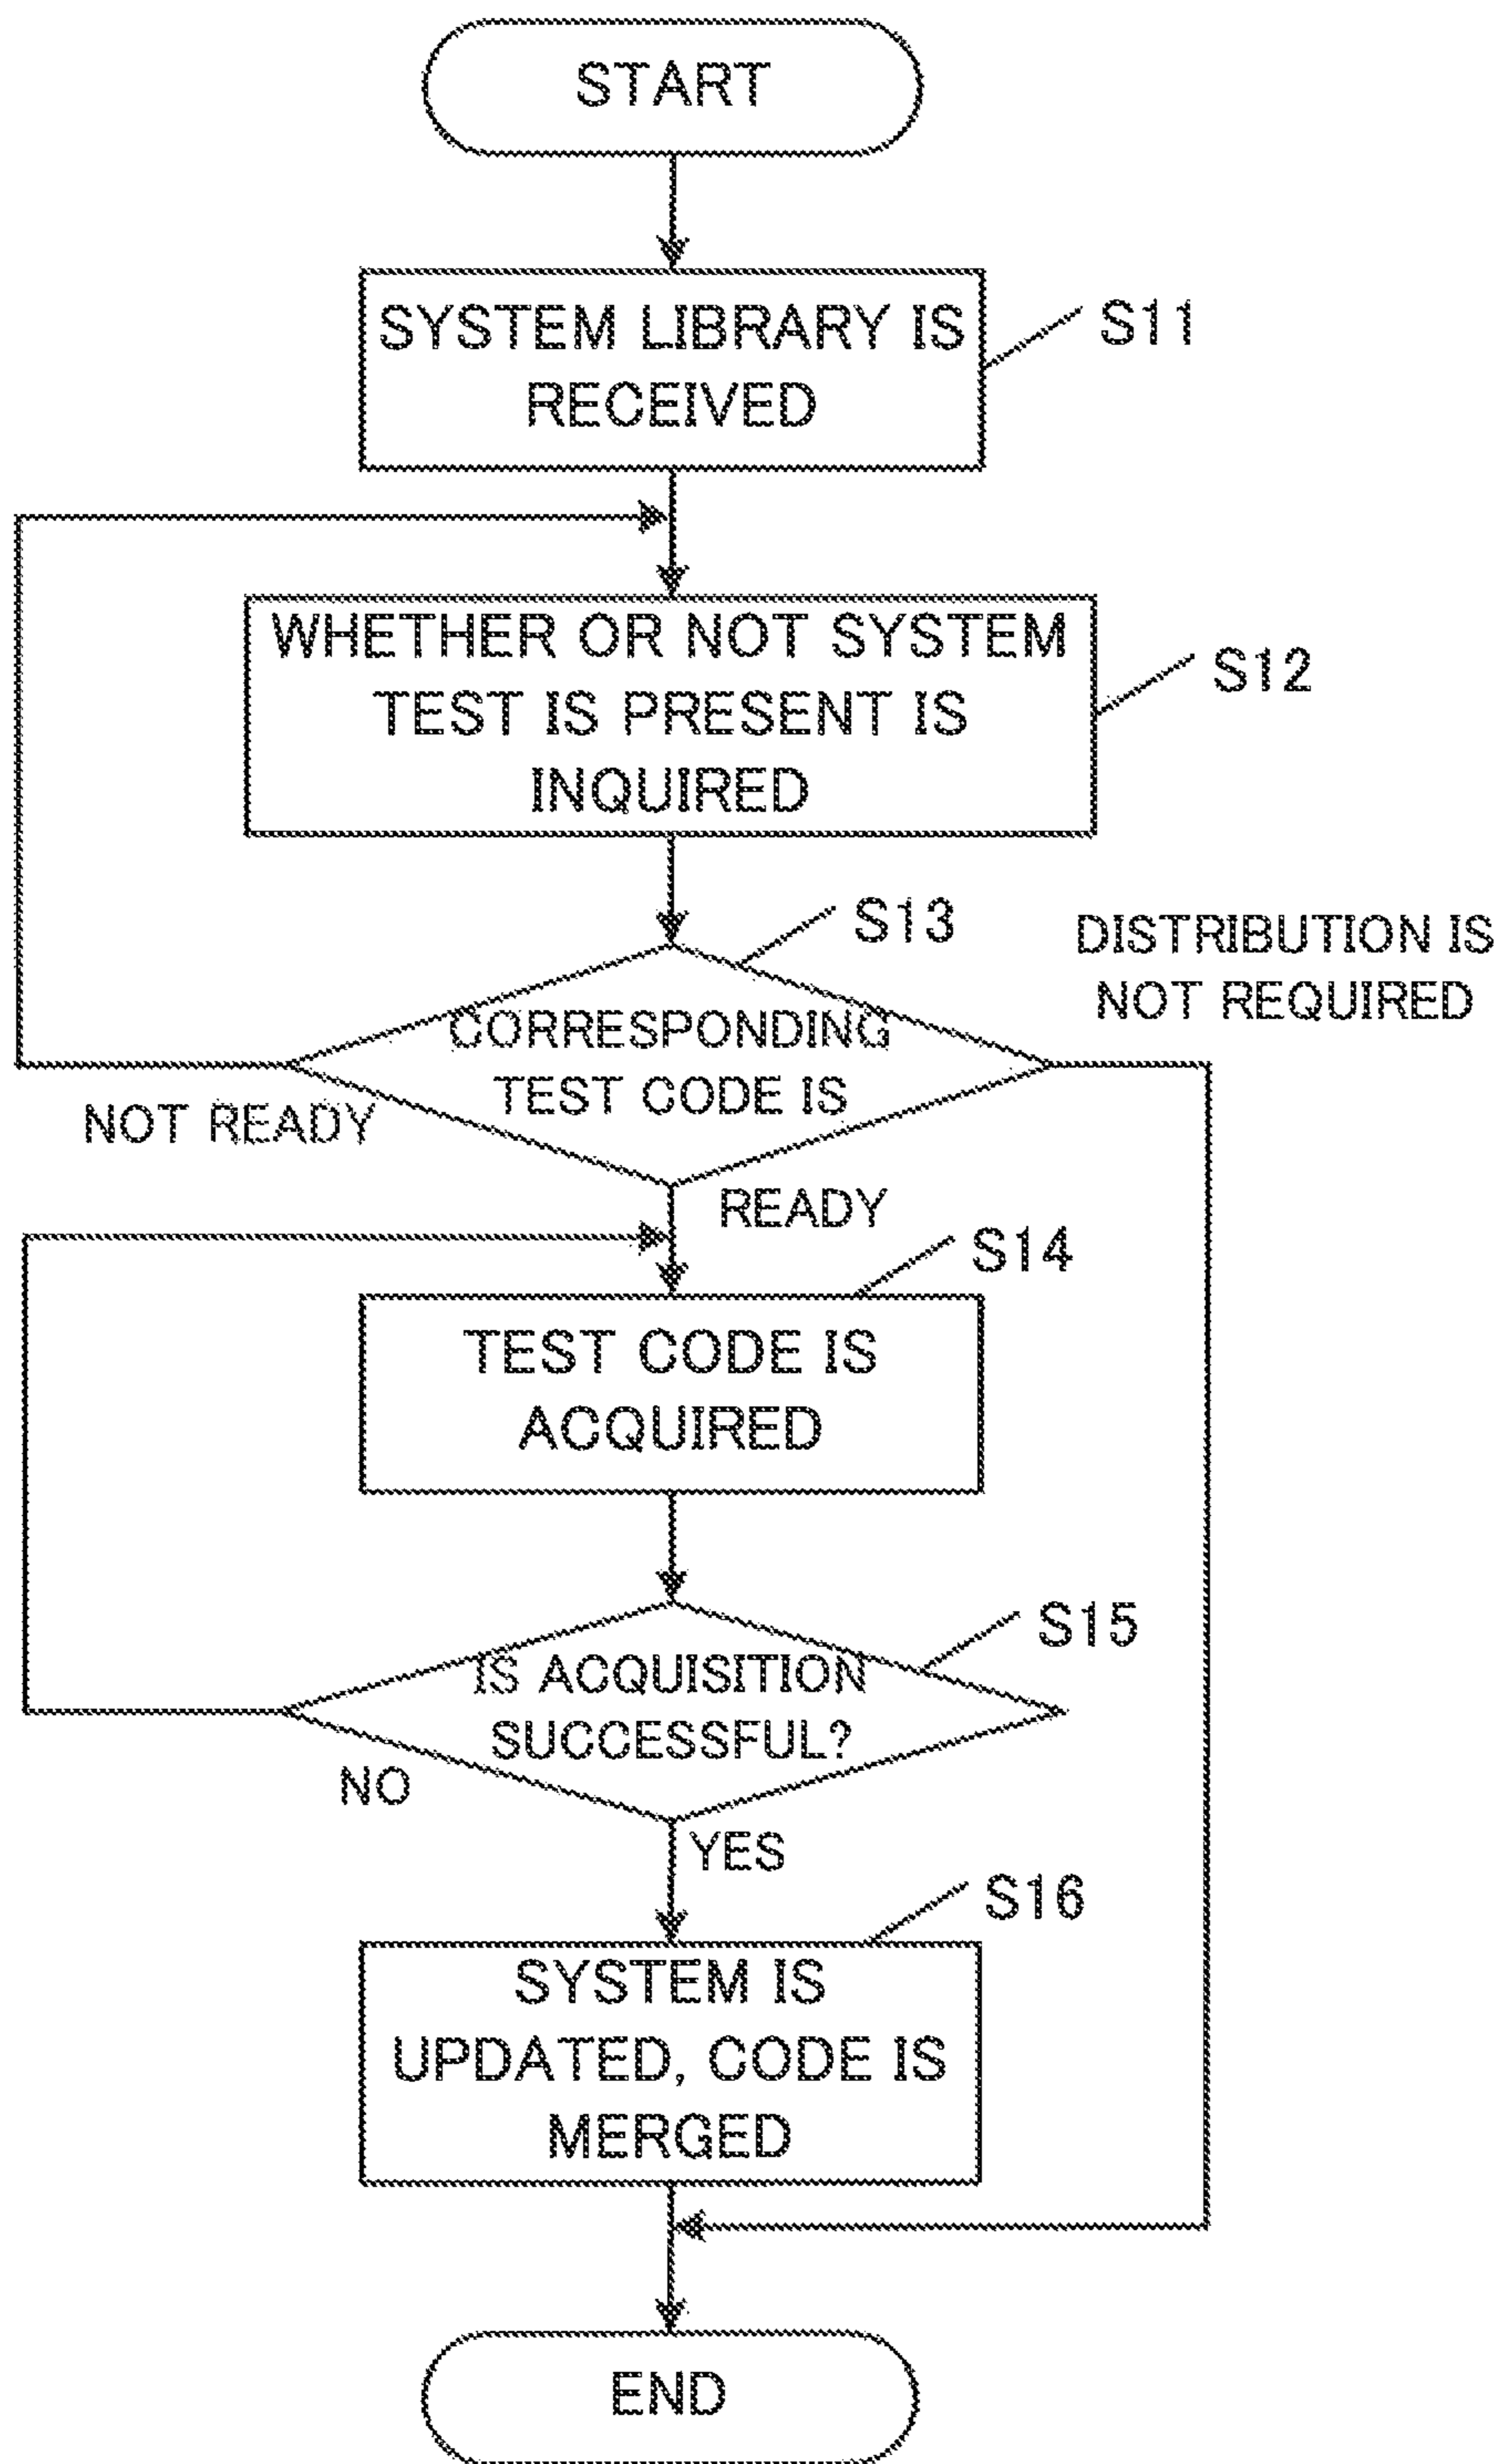 START
SYSTEM LIBRARY IS
RECEIVED
S11
WHETHER OR NOT SYSTEM
TEST IS PRESENT IS
INQUIRED
S12
S13
DISTRIBUTION IS
NOT REQUIRED
CORRESPONDING
TEST CODE IS
NOT READY
READY
S14
TEST CODE IS
ACQUIRED
S15
IS ACQUISITION
SUCCESSFUL?
NO
YES
S16
SYSTEM IS
UPDATED, CODE IS
MERGED
END